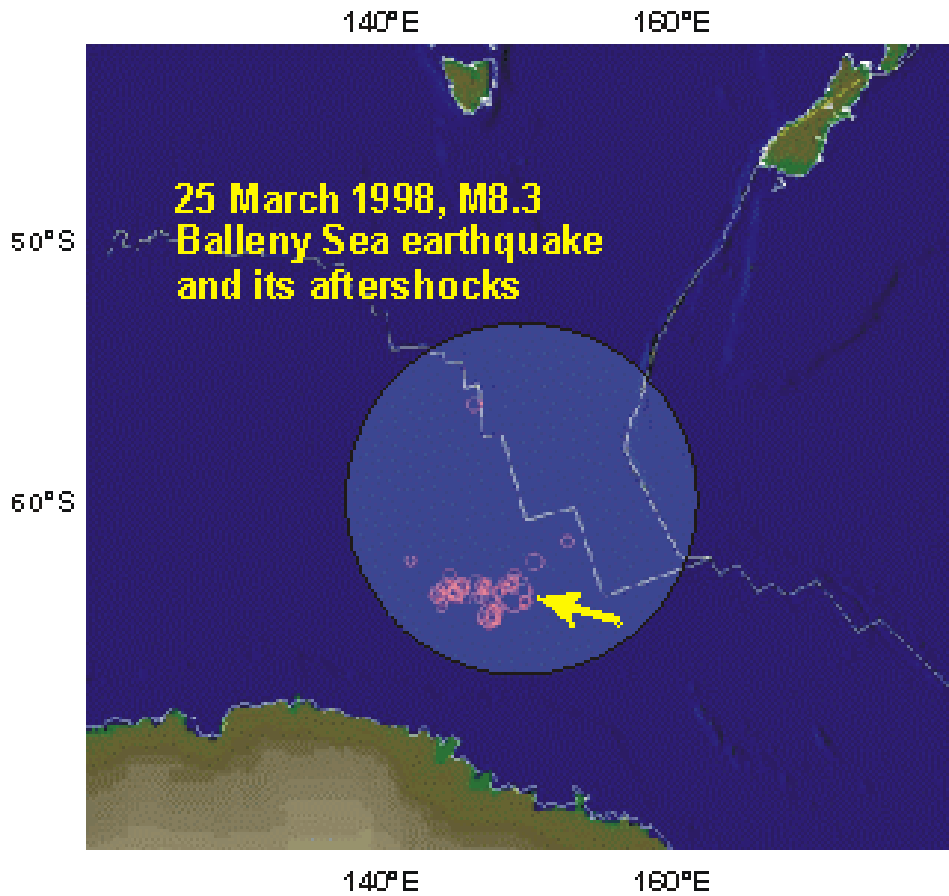 140°E 160°E
25 March 1998, M8.3
50°S Balleny Sea earthquake
and its aftershocks
60°S
140°E 160°E